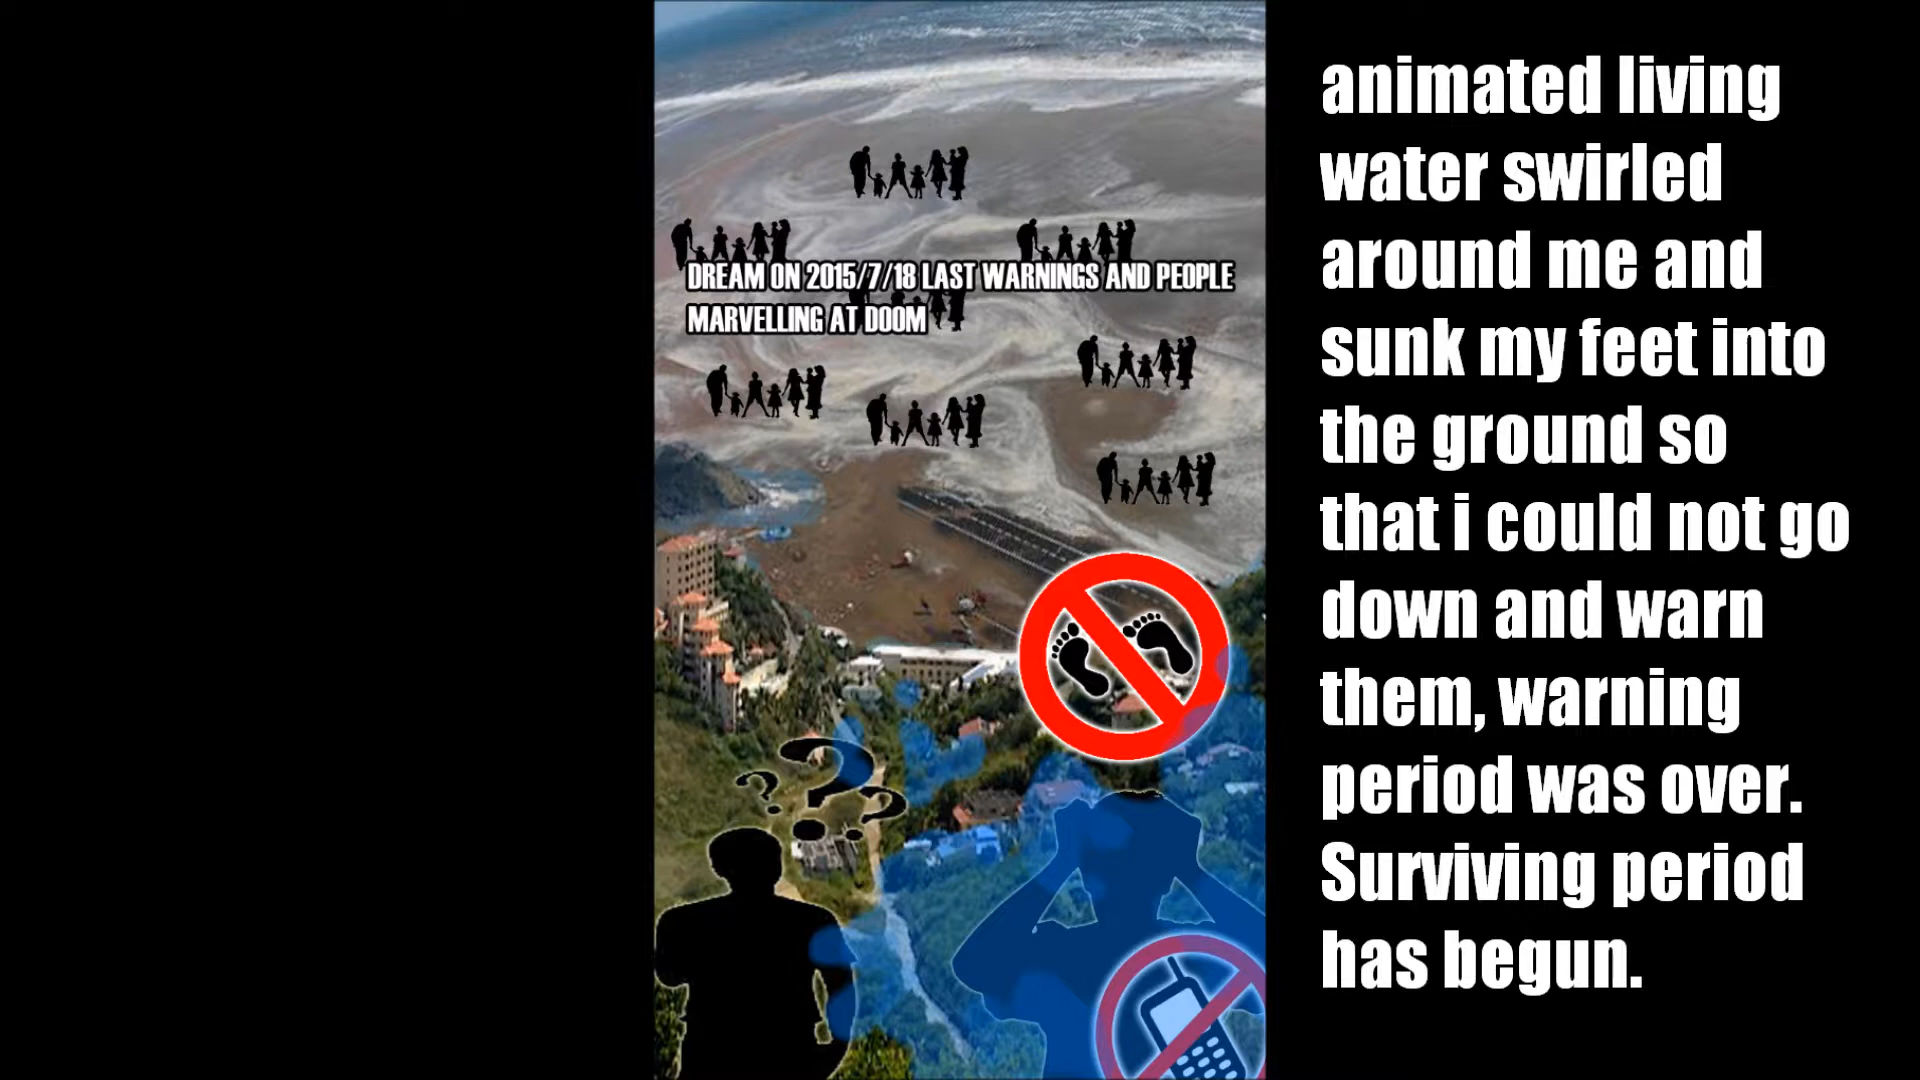 DREAM ON 2015/7/18 LAST WARNINGS AND PEOPLE
MARVELLING AT DOOM
? ? ?
animated living
water swirled
around me and
sunk my feet into
the ground so
that i could not go
down and warn
them, warning
period was over.
Surviving period
has begun.